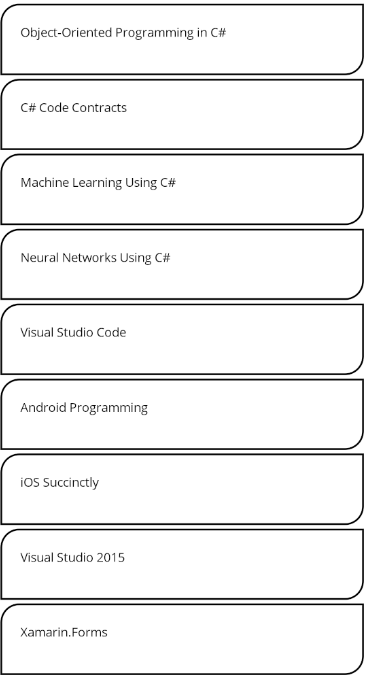 Object-Oriented Programming in C#
C# Code Contracts
Machine Learning Using C#
Neural Networks Using C#
Visual Studio Code
Android Programming
iOS Succinctly
Visual Studio 2015
Xamarin.Forms